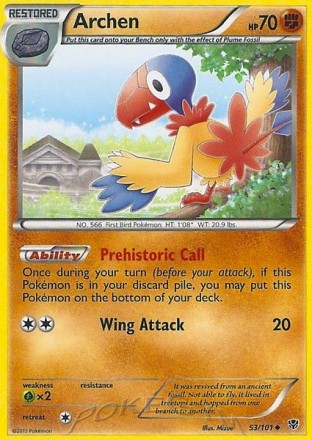 RESTORED
Archen
HP70
Put this card onto your Bench only with the effect of Plume Fossil
NO. 566 First Bird Pokémon HT: 1'08" WT: 20.9 lbs.
Ability Prehistoric Call
Once during your turn (before your attack), if this
Pokémon is in your discard pile, you may put this
Pokémon on the bottom of your deck.
Wing Attack 20
weakness resistance
×2
It was revived from an ancient
fossil. Not able to fly, it lived in
treetops and hopped from one
branch to another.
retreat
©2013 Pokémon
Illus. Mizue 53/101